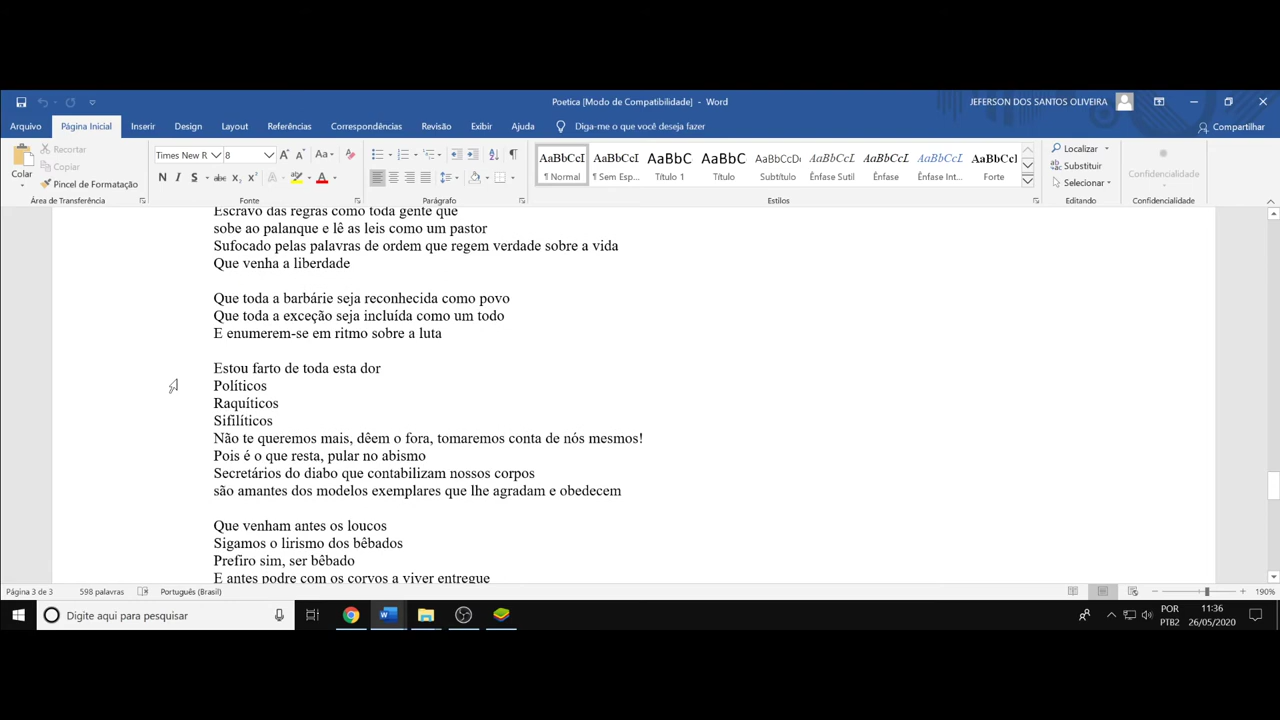 Poetica [Modo de Compatibilidade] - Word
JEFERSON DOS SANTOS OLIVEIRA
Arquivo Página Inicial Inserir Design Layout Referências Correspondências Revisão Exibir Ajuda Diga-me o que você deseja fazer Compartilhar
Colar
Recortar
Copiar
Pincel de Formatação
Área de Transferência
Times New R 8
Aa
N I S abc x₂ x² A A
Fonte
Parágrafo
AaBbCcI AaBbCcI AaBbC AaBbC AaBbCcD AaBbCcL AaBbCcL AaBbCcL AaBbCc
¶ Normal ¶ Sem Esp... Título 1 Título Subtítulo Ênfase Sutil Ênfase Ênfase Int... Forte
Estilos
Localizar
Substituir
Selecionar
Editando
Confidencialidade
Confidencialidade
Escravo das regras como toda gente que
sobe ao palanque e lê as leis como um pastor
Sufocado pelas palavras de ordem que regem verdade sobre a vida
Que venha a liberdade
Que toda a barbárie seja reconhecida como povo
Que toda a exceção seja incluída como um todo
E enumerem-se em ritmo sobre a luta
Estou farto de toda esta dor
Políticos
Raquíticos
Sifilíticos
Não te queremos mais, dêem o fora, tomaremos conta de nós mesmos!
Pois é o que resta, pular no abismo
Secretários do diabo que contabilizam nossos corpos
são amantes dos modelos exemplares que lhe agradam e obedecem
Que venham antes os loucos
Sigamos o lirismo dos bêbados
Prefiro sim, ser bêbado
E antes podre com os corvos a viver entregue
Página 3 de 3 598 palavras Português (Brasil) 190%
Digite aqui para pesquisar
POR
PTB2
11:36
26/05/2020